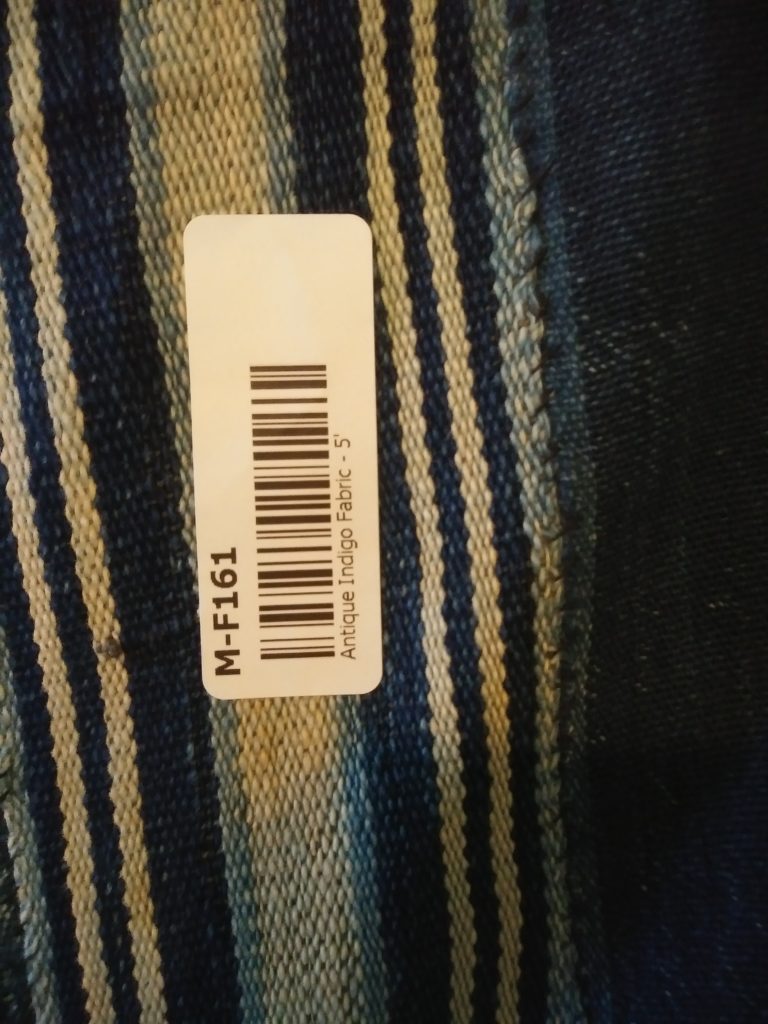 M-F161
Antique Indigo Fabric - 5'